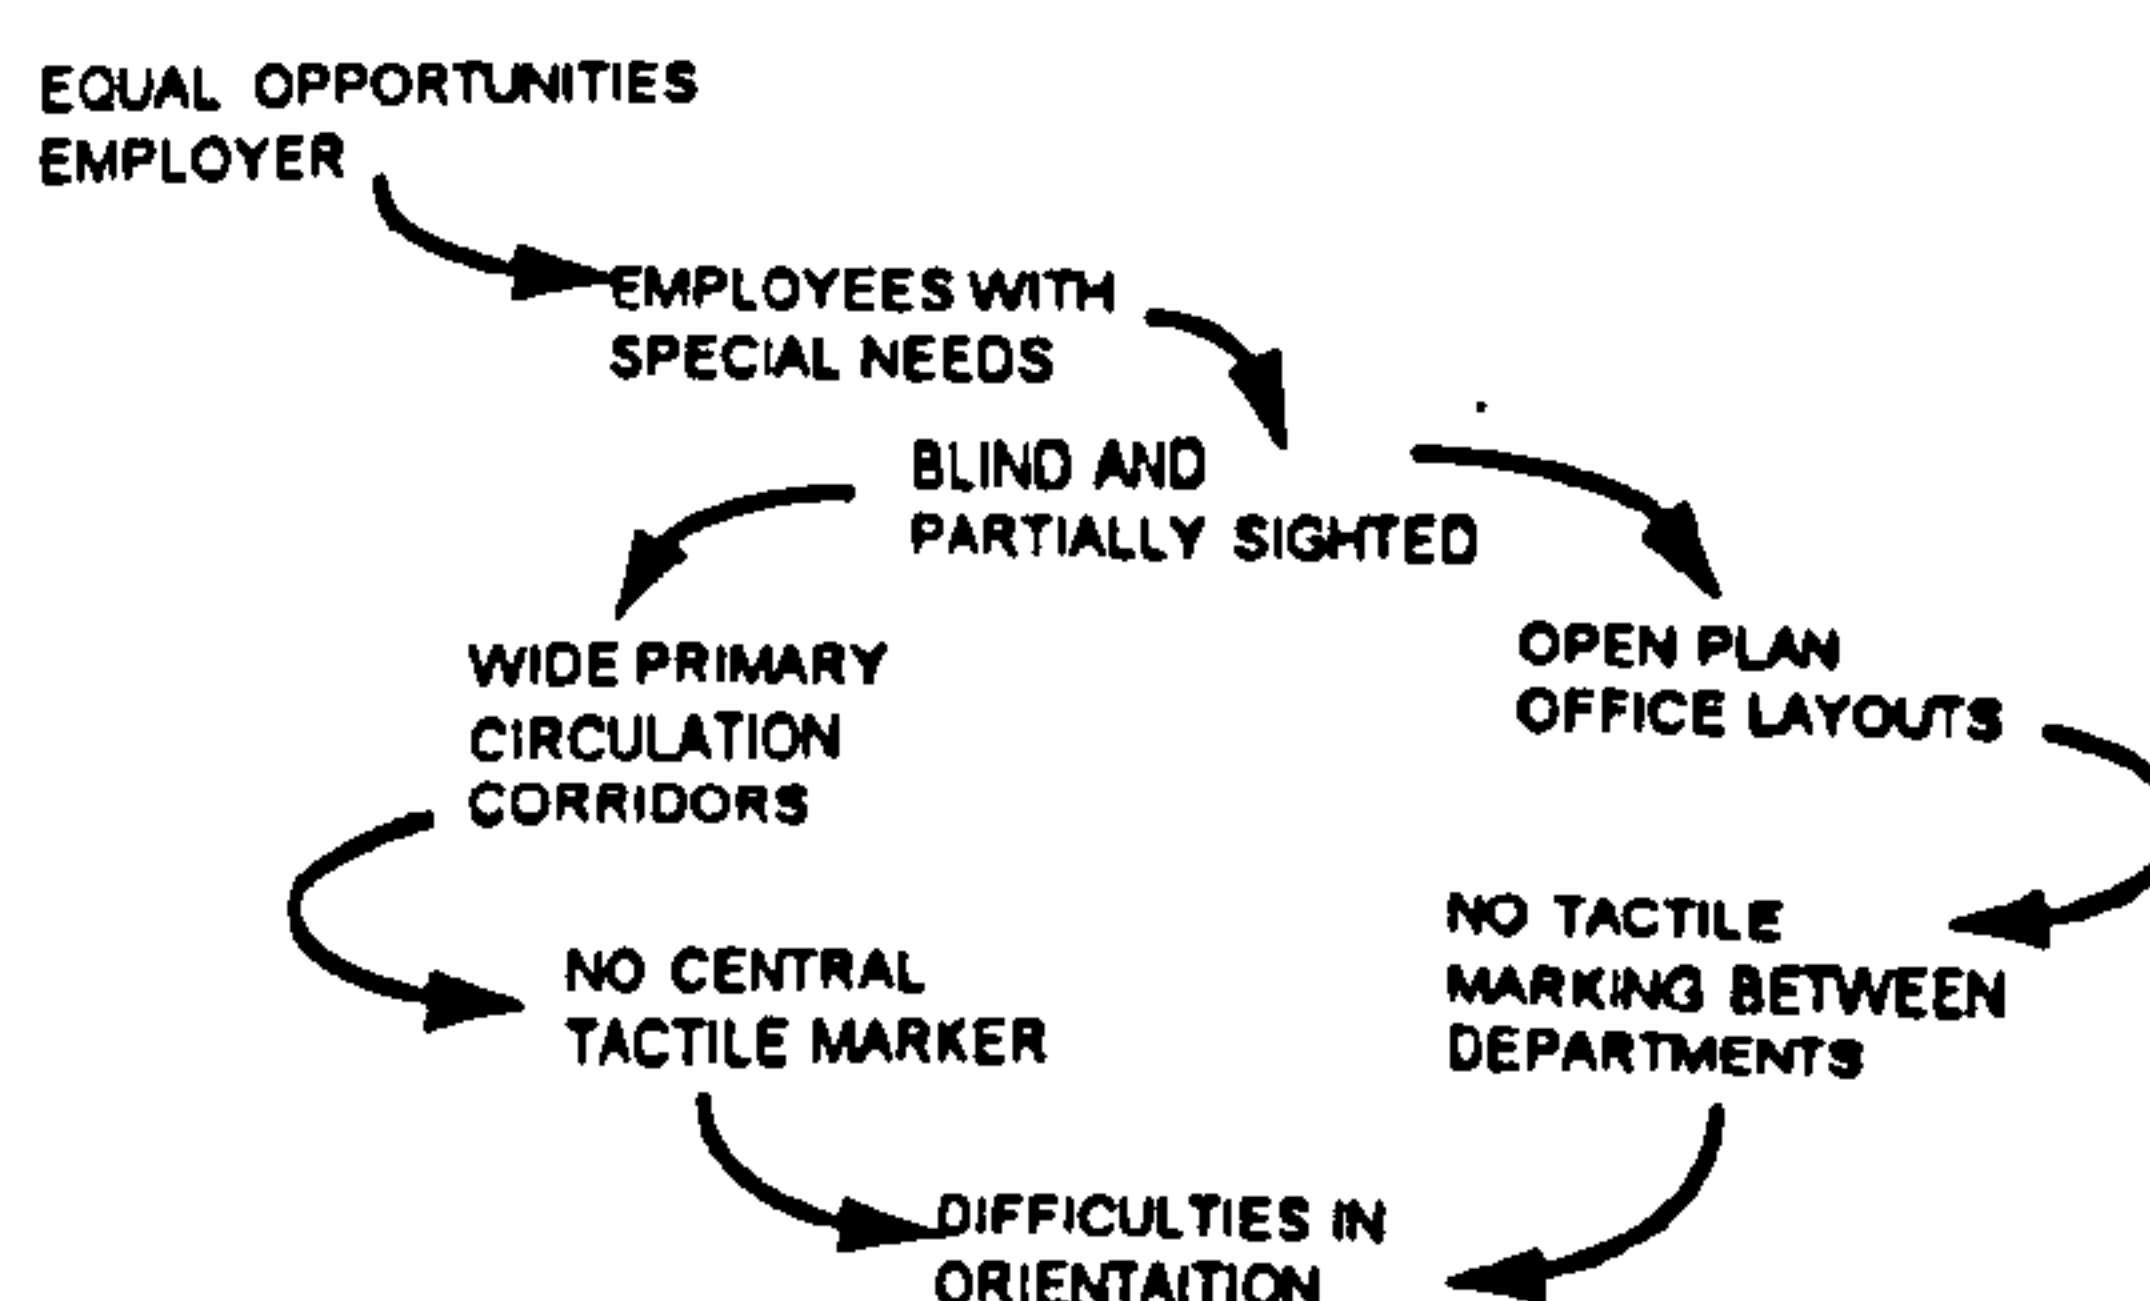 EQUAL OPPORTUNITIES
EMPLOYER
EMPLOYEES WITH
SPECIAL NEEDS
BLIND AND
PARTIALLY SIGHTED
WIDE PRIMARY
CIRCULATION
CORRIDORS
OPEN PLAN
OFFICE LAYOUTS
NO CENTRAL
TACTILE MARKER
NO TACTILE
MARKING BETWEEN
DEPARTMENTS
DIFFICULTIES IN
ORIENTAITION